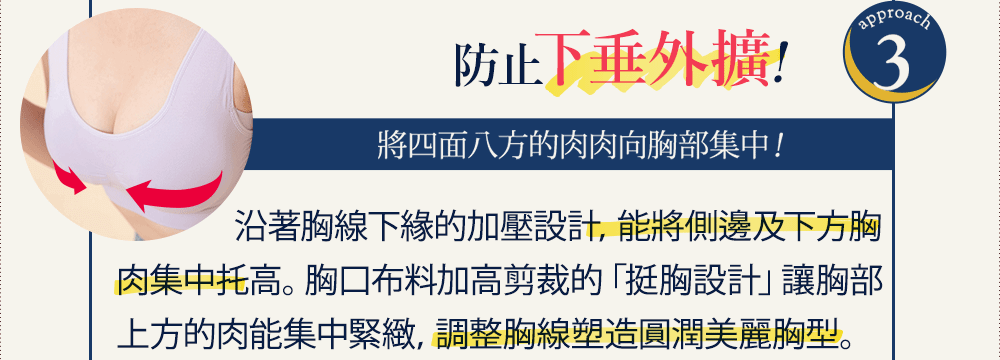 approach
3
防止下垂外擴!
將四面八方的肉肉向胸部集中!
沿著胸線下緣的加壓設計, 能將側邊及下方胸
肉集中托高。胸口布料加高剪裁的「挺胸設計」讓胸部
上方的肉能集中緊緻, 調整胸線塑造圓潤美麗胸型。